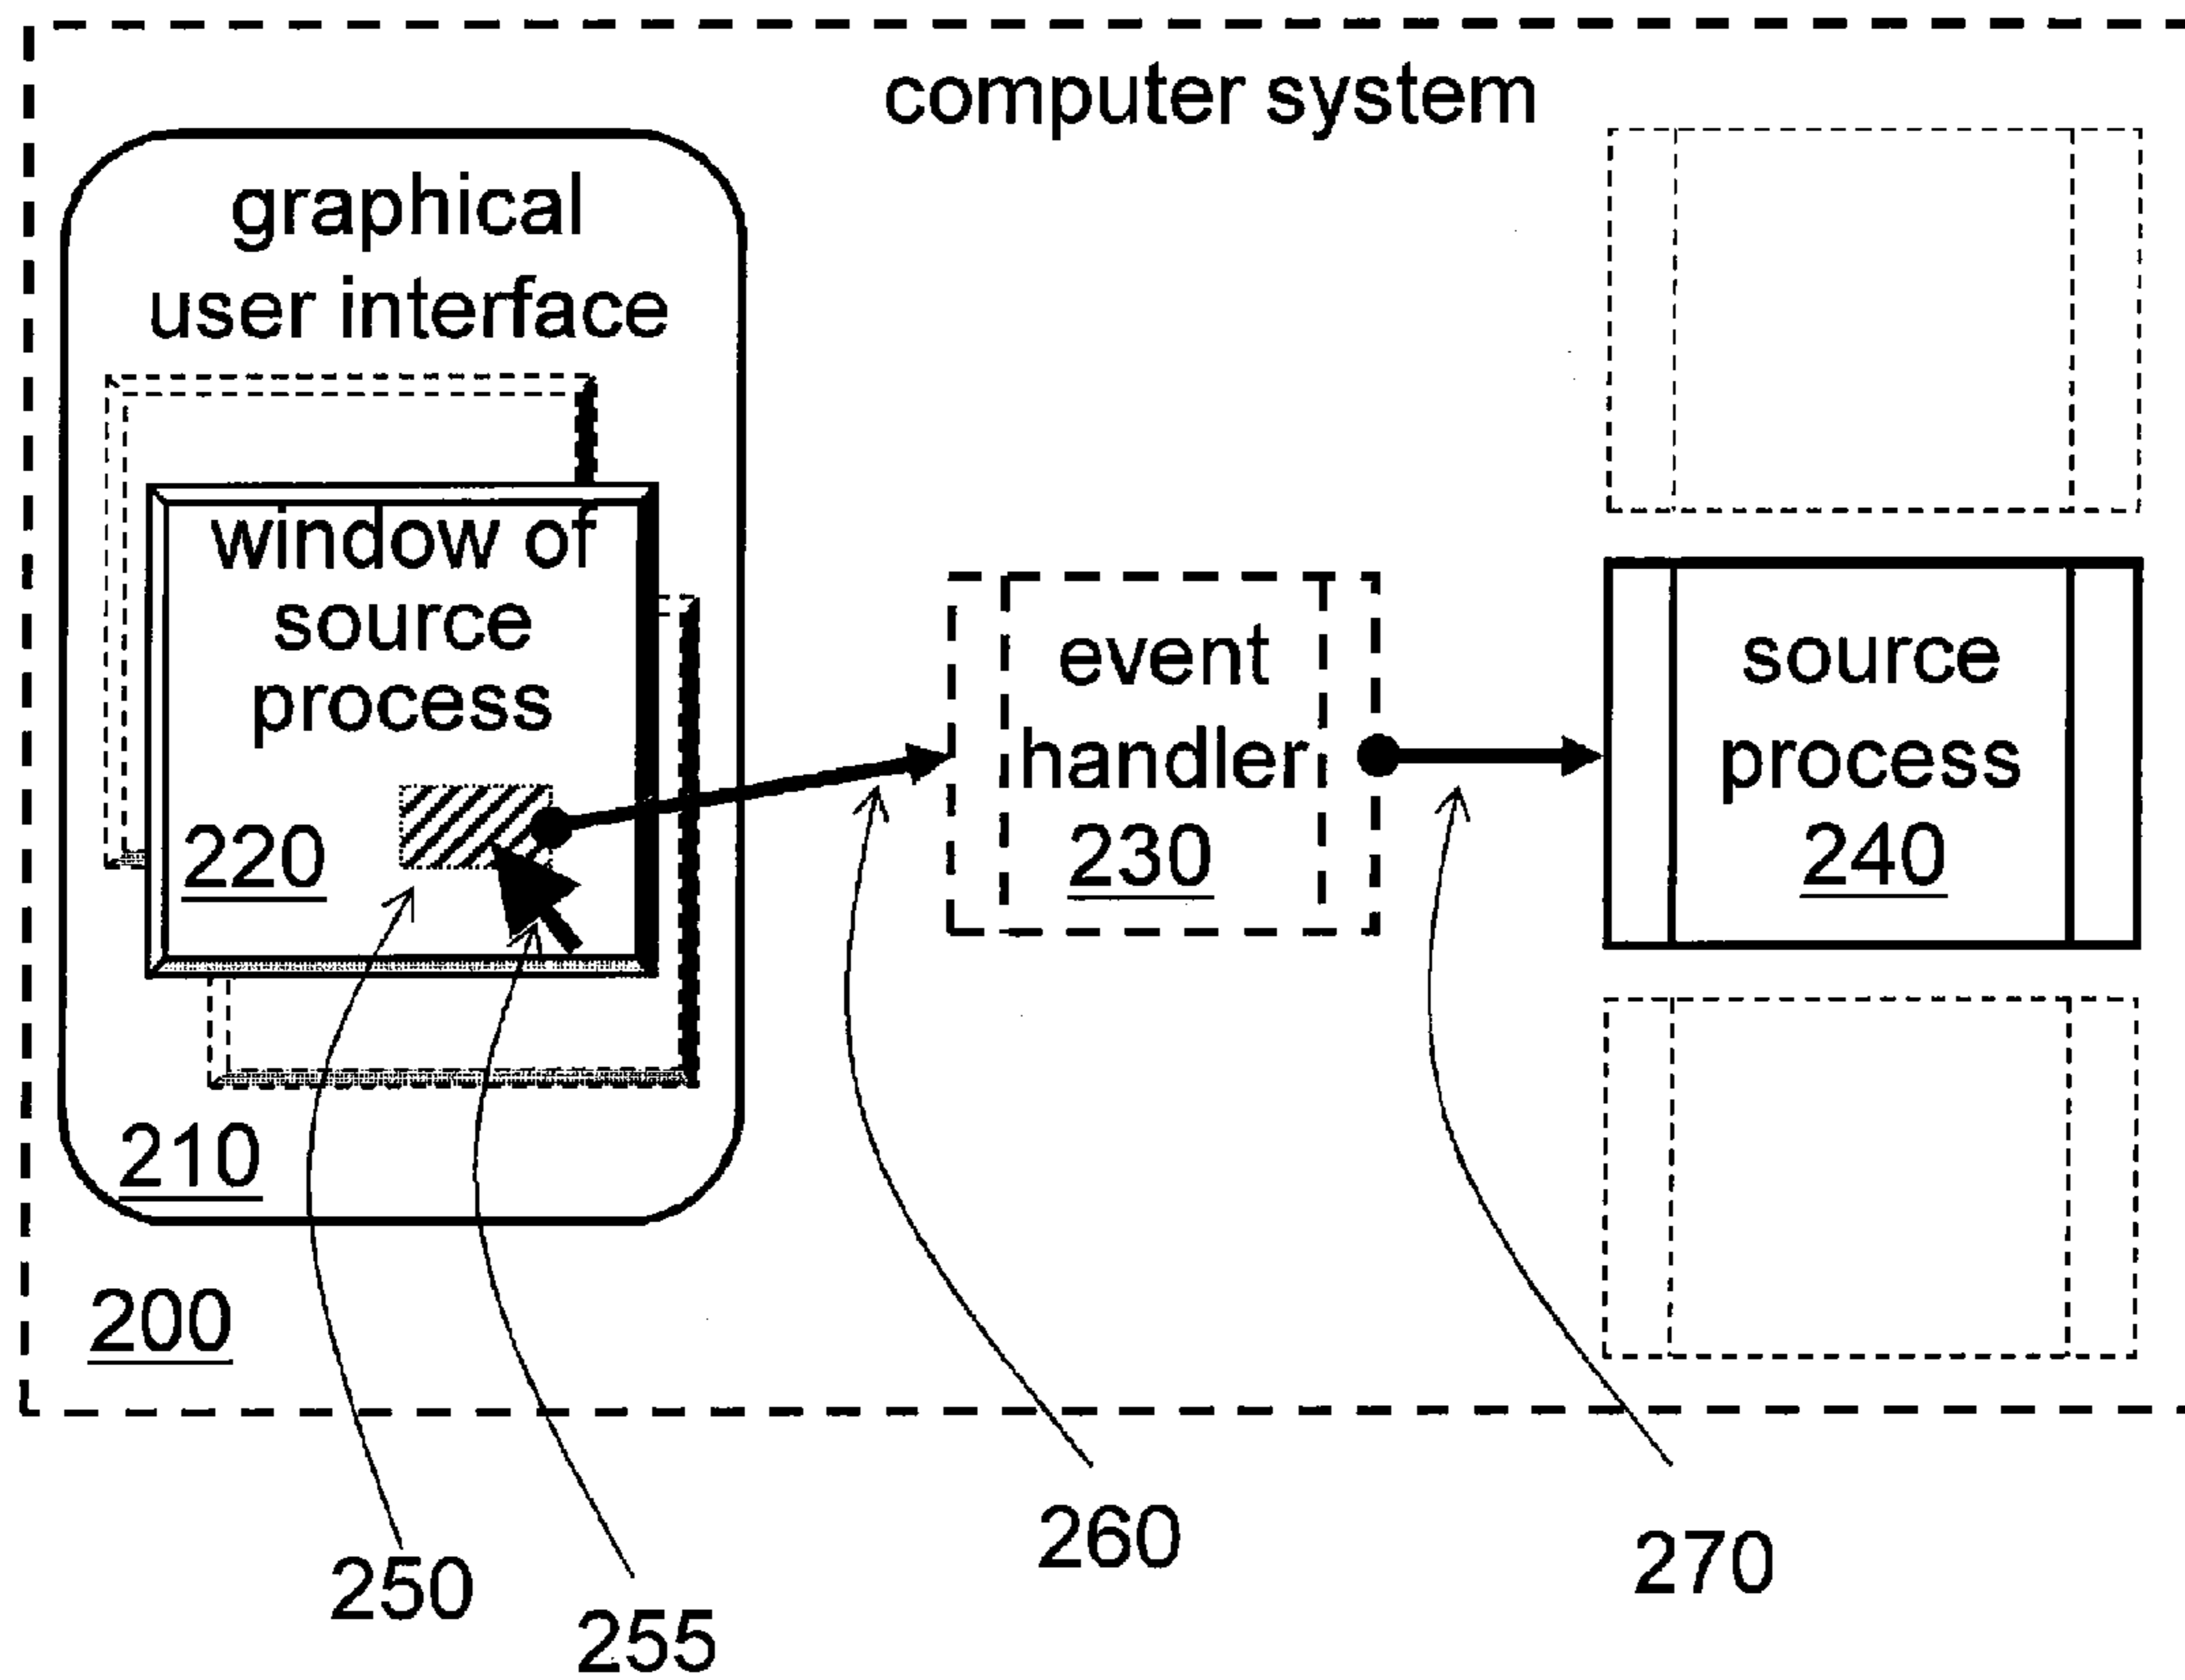 computer system
graphical
user interface
window of
source
process
220
210
200
event
handler
230
source
process
240
250
255
260
270